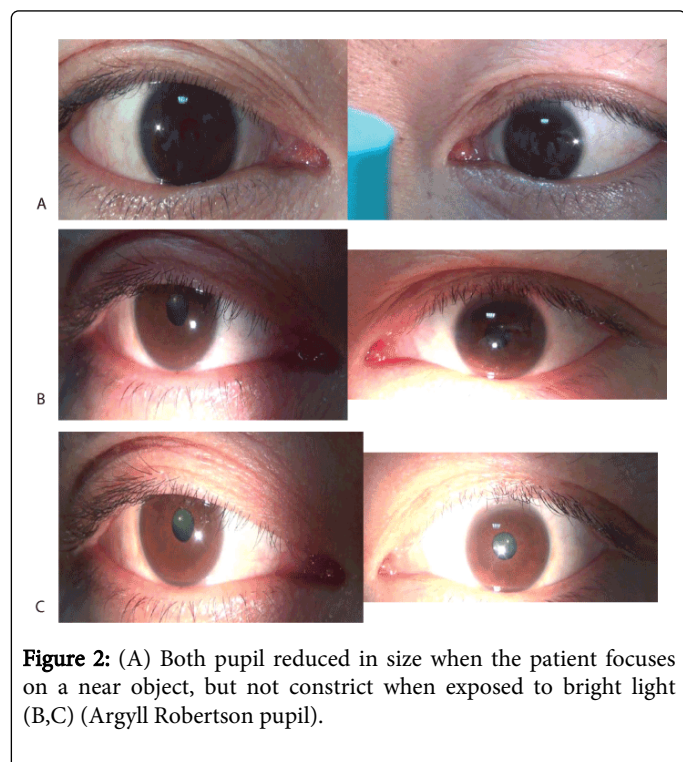 A
B
C
Figure 2: (A) Both pupil reduced in size when the patient focuses
on a near object, but not constrict when exposed to bright light
(B,C) (Argyll Robertson pupil).